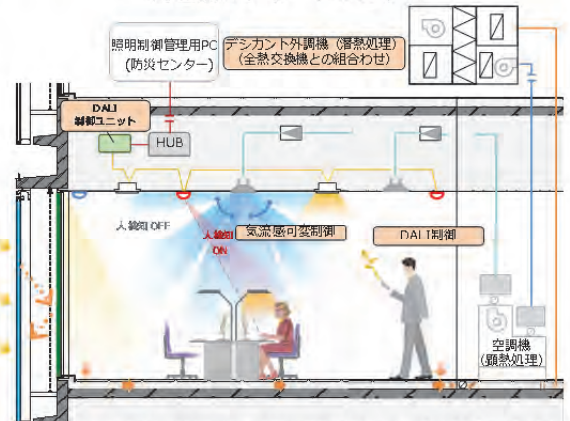 照明制御管理用PC
(防災センター)
デシカント外調機（潜熱処理）
（全熱交換機との組合わせ）
DALI
制御ユニット
HUB
人検知OFF
人検知
ON
気流感可変制御
DALI制御
空調機
(顕熱処理)